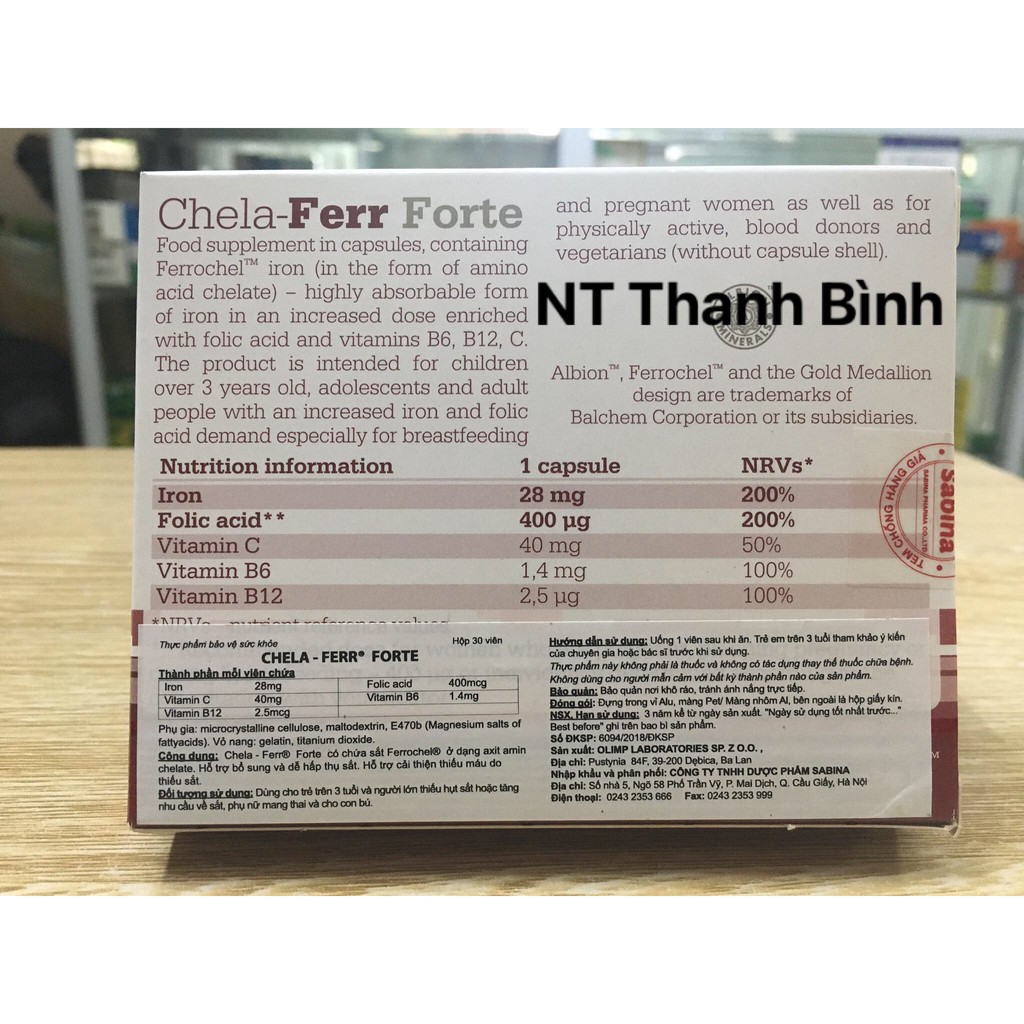 Chela-Ferr Forte
Food supplement in capsules, containing
Ferrochel™ iron (in the form of amino
acid chelate) – highly absorbable form
of iron in an increased dose enriched
with folic acid and vitamins B6, B12, C.
The product is intended for children
over 3 years old, adolescents and adult
people with an increased iron and folic
acid demand especially for breastfeeding
and pregnant women as well as for
physically active, blood donors and
vegetarians (without capsule shell).
NT Thanh Bình
MINERALS
Albion™, Ferrochel™ and the Gold Medallion
design are trademarks of
Balchem Corporation or its subsidiaries.
Nutrition information 1 capsule NRVs*
Iron 28 mg 200%
Folic acid** 400 µg 200%
Vitamin C 40 mg 50%
Vitamin B6 1,4 mg 100%
Vitamin B12 2,5 µg 100%
*NRVs - nutrient reference values
TEM CHỐNG HÀNG GIẢ
Sabina
SABINA PHARMA CO.,LTD
Thực phẩm bảo vệ sức khỏe Hộp 30 viên
CHELA - FERR® FORTE
Thành phần mỗi viên chứa
Iron 28mg Folic acid 400mcg
Vitamin C 40mg Vitamin B6 1.4mg
Vitamin B12 2.5mcg
Phụ gia: microcrystalline cellulose, maltodextrin, E470b (Magnesium salts of
fattyacids). Vỏ nang: gelatin, titanium dioxide.
Công dụng: Chela - Ferr® Forte có chứa sắt Ferrochel® ở dạng axit amin
chelate. Hỗ trợ bổ sung và dễ hấp thụ sắt. Hỗ trợ cải thiện thiếu máu do
thiếu sắt.
Đối tượng sử dụng: Dùng cho trẻ trên 3 tuổi và người lớn thiếu hụt sắt hoặc tăng
nhu cầu về sắt, phụ nữ mang thai và cho con bú.
Hướng dẫn sử dụng: Uống 1 viên sau khi ăn. Trẻ em trên 3 tuổi tham khảo ý kiến
của chuyên gia hoặc bác sĩ trước khi sử dụng.
Thực phẩm này không phải là thuốc và không có tác dụng thay thế thuốc chữa bệnh.
Không dùng cho người mẫn cảm với bất kỳ thành phần nào của sản phẩm.
Bảo quản: Bảo quản nơi khô ráo, tránh ánh nắng trực tiếp.
Đóng gói: Đựng trong vỉ Alu, màng Pet/ Màng nhôm Al, bên ngoài là hộp giấy kín.
NSX, Hạn sử dụng: 3 năm kể từ ngày sản xuất. "Ngày sử dụng tốt nhất trước..."
Best before" ghi trên bao bì sản phẩm.
Số ĐKSP: 6094/2018/ĐKSP
Sản xuất: OLIMP LABORATORIES SP. Z O.O. ,
Địa chỉ: Pustynia 84F, 39-200 Dębica, Ba Lan
Nhập khẩu và phân phối: CÔNG TY TNHH DƯỢC PHẨM SABINA
Địa chỉ: Số nhà 5, Ngõ 58 Phố Trần Vỹ, P. Mai Dịch, Q. Cầu Giấy, Hà Nội
Điện thoại: 0243 2353 666 Fax: 0243 2353 999